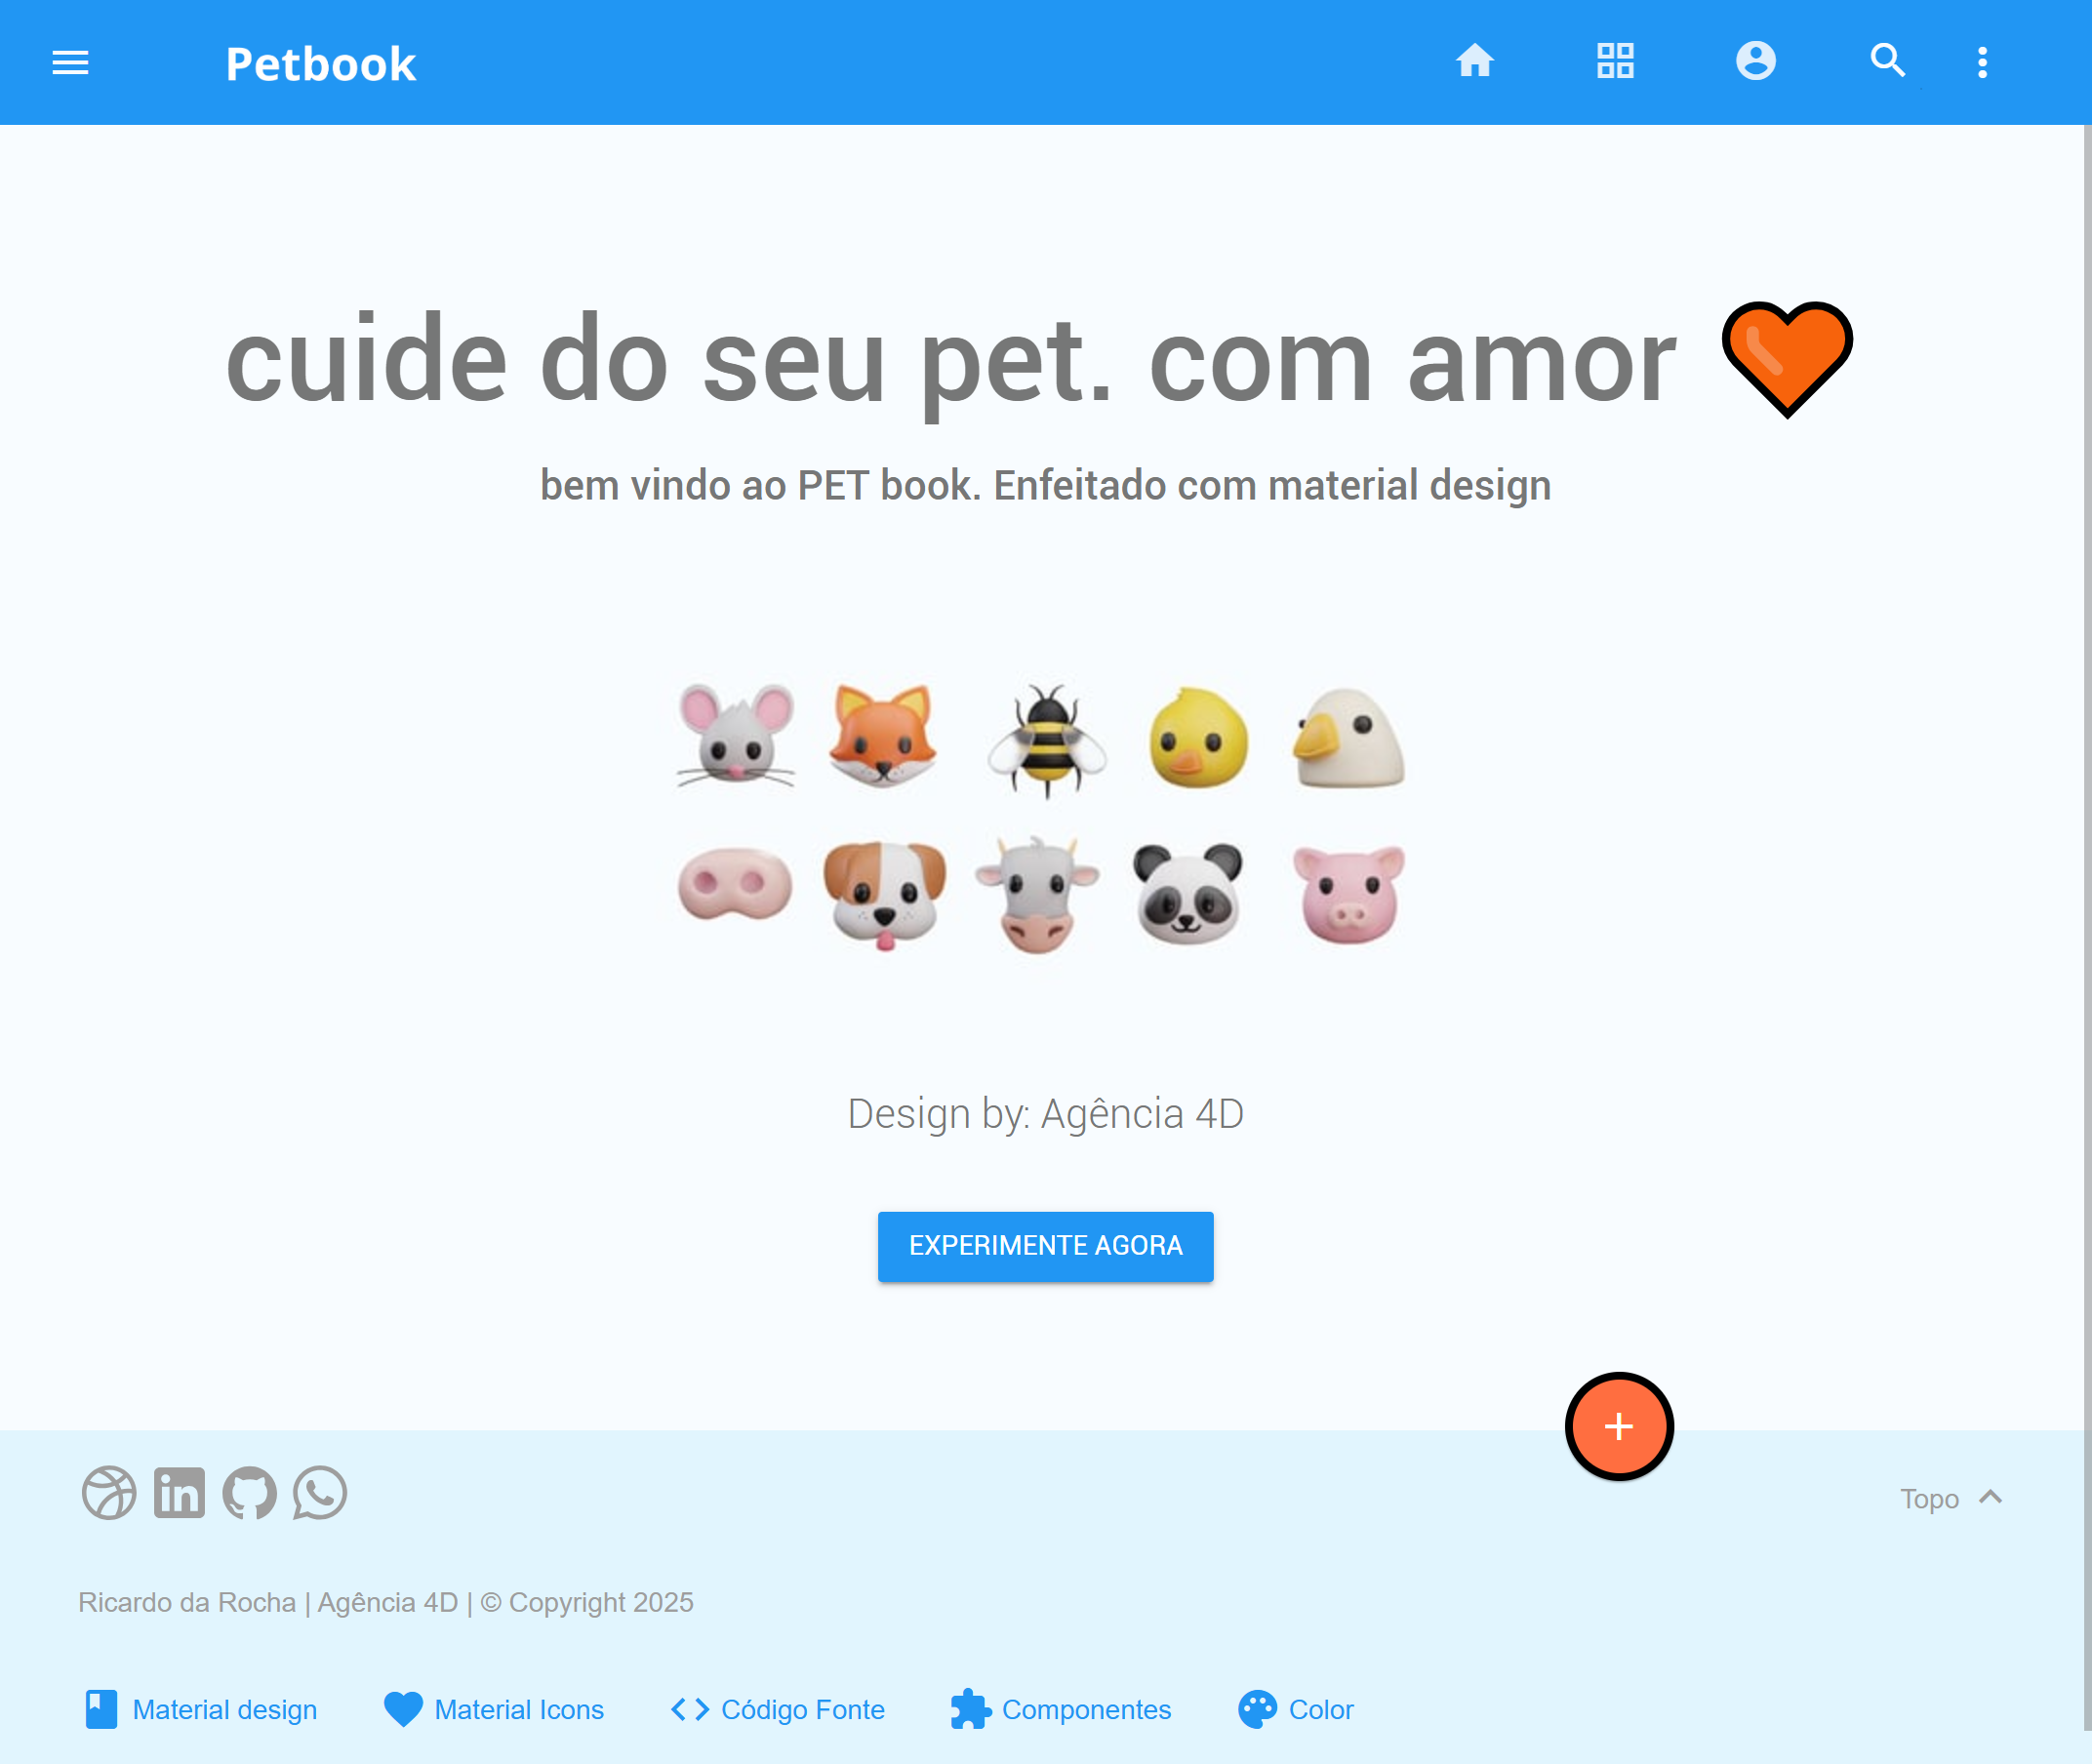 Petbook
cuide do seu pet. com amor
bem vindo ao PET book. Enfeitado com material design
Design by: Agência 4D
EXPERIMENTE AGORA
Topo
Ricardo da Rocha | Agência 4D | © Copyright 2025
Material design Material Icons Código Fonte Componentes Color